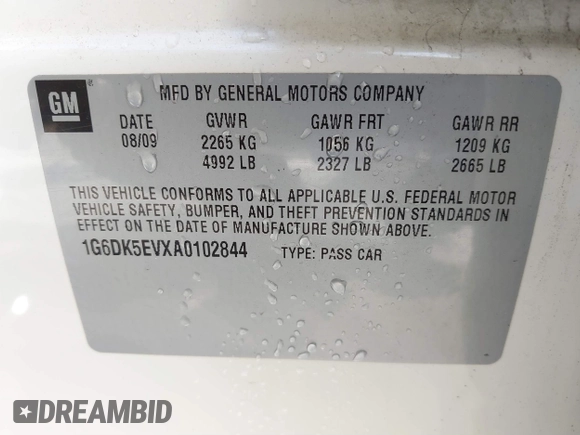 GM
MFD BY GENERAL MOTORS COMPANY
DATE GVWR GAWR FRT GAWR RR
08/09 2265 KG 1056 KG 1209 KG
4992 LB 2327 LB 2665 LB
THIS VEHICLE CONFORMS TO ALL APPLICABLE U.S. FEDERAL MOTOR
VEHICLE SAFETY, BUMPER, AND THEFT PREVENTION STANDARDS IN
EFFECT ON THE DATE OF MANUFACTURE SHOWN ABOVE.
1G6DK5EVXA0102844 TYPE: PASS CAR
DREAMBID